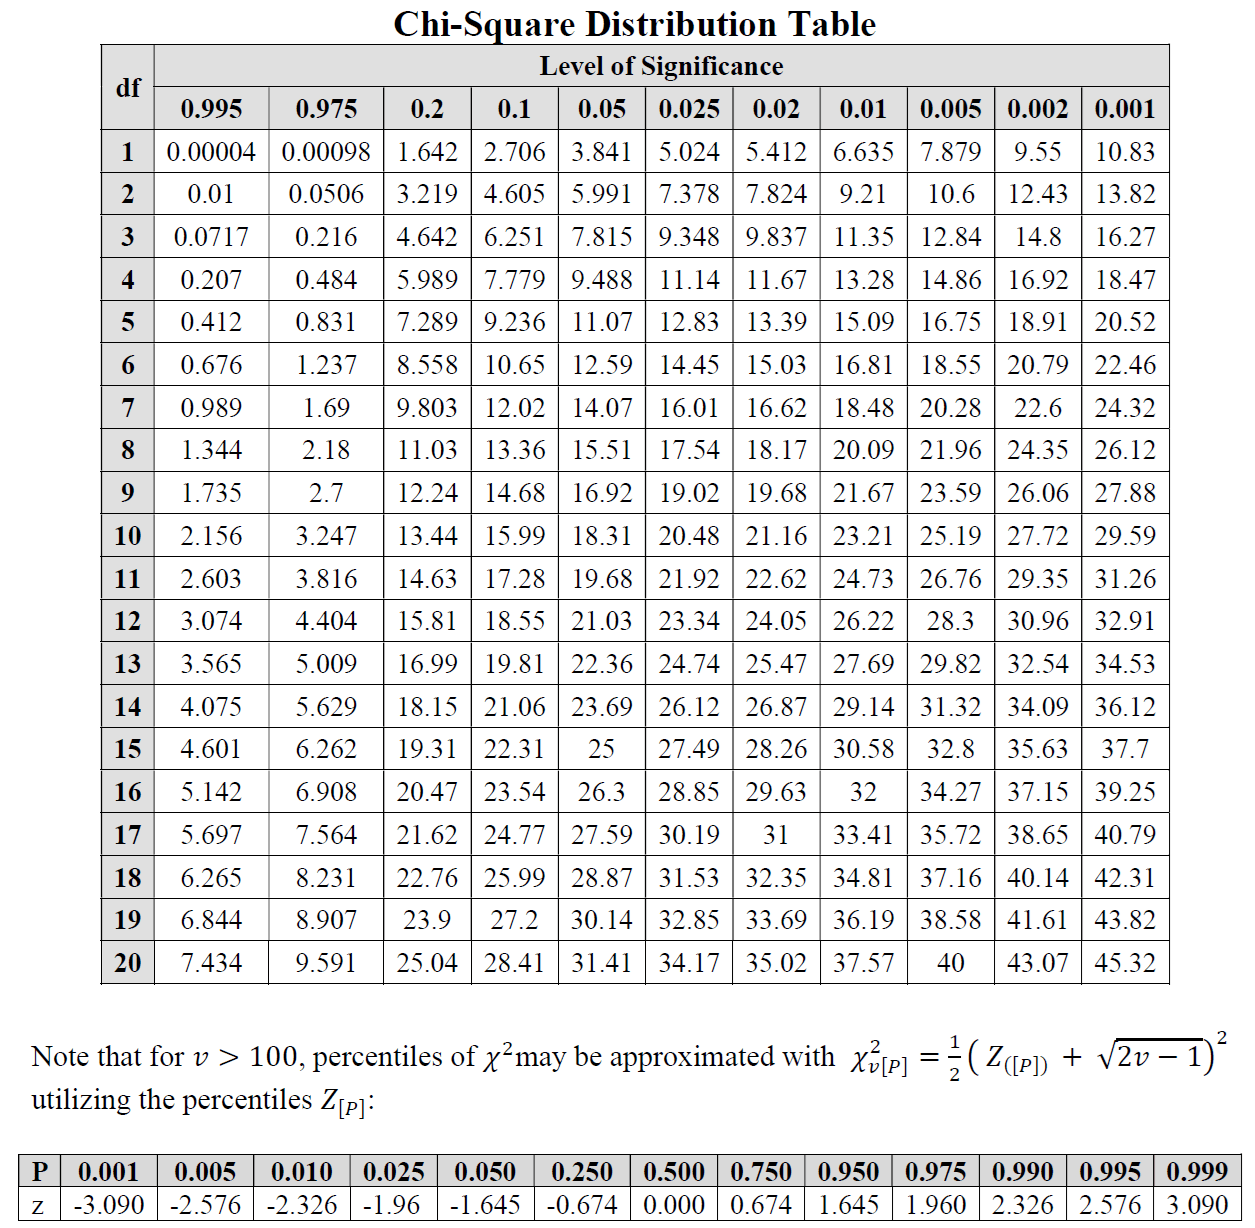 Chi-Square Distribution Table
df Level of Significance
0.995 0.975 0.2 0.1 0.05 0.025 0.02 0.01 0.005 0.002 0.001
1 0.00004 0.00098 1.642 2.706 3.841 5.024 5.412 6.635 7.879 9.55 10.83
2 0.01 0.0506 3.219 4.605 5.991 7.378 7.824 9.21 10.6 12.43 13.82
3 0.0717 0.216 4.642 6.251 7.815 9.348 9.837 11.35 12.84 14.8 16.27
4 0.207 0.484 5.989 7.779 9.488 11.14 11.67 13.28 14.86 16.92 18.47
5 0.412 0.831 7.289 9.236 11.07 12.83 13.39 15.09 16.75 18.91 20.52
6 0.676 1.237 8.558 10.65 12.59 14.45 15.03 16.81 18.55 20.79 22.46
7 0.989 1.69 9.803 12.02 14.07 16.01 16.62 18.48 20.28 22.6 24.32
8 1.344 2.18 11.03 13.36 15.51 17.54 18.17 20.09 21.96 24.35 26.12
9 1.735 2.7 12.24 14.68 16.92 19.02 19.68 21.67 23.59 26.06 27.88
10 2.156 3.247 13.44 15.99 18.31 20.48 21.16 23.21 25.19 27.72 29.59
11 2.603 3.816 14.63 17.28 19.68 21.92 22.62 24.73 26.76 29.35 31.26
12 3.074 4.404 15.81 18.55 21.03 23.34 24.05 26.22 28.3 30.96 32.91
13 3.565 5.009 16.99 19.81 22.36 24.74 25.47 27.69 29.82 32.54 34.53
14 4.075 5.629 18.15 21.06 23.69 26.12 26.87 29.14 31.32 34.09 36.12
15 4.601 6.262 19.31 22.31 25 27.49 28.26 30.58 32.8 35.63 37.7
16 5.142 6.908 20.47 23.54 26.3 28.85 29.63 32 34.27 37.15 39.25
17 5.697 7.564 21.62 24.77 27.59 30.19 31 33.41 35.72 38.65 40.79
18 6.265 8.231 22.76 25.99 28.87 31.53 32.35 34.81 37.16 40.14 42.31
19 6.844 8.907 23.9 27.2 30.14 32.85 33.69 36.19 38.58 41.61 43.82
20 7.434 9.591 25.04 28.41 31.41 34.17 35.02 37.57 40 43.07 45.32
Note that for v > 100, percentiles of χ² may be approximated with χ²v[P] = 1/2 ( Z([P]) + √(2v − 1) )²
utilizing the percentiles Z[P]:
P 0.001 0.005 0.010 0.025 0.050 0.250 0.500 0.750 0.950 0.975 0.990 0.995 0.999
z -3.090 -2.576 -2.326 -1.96 -1.645 -0.674 0.000 0.674 1.645 1.960 2.326 2.576 3.090